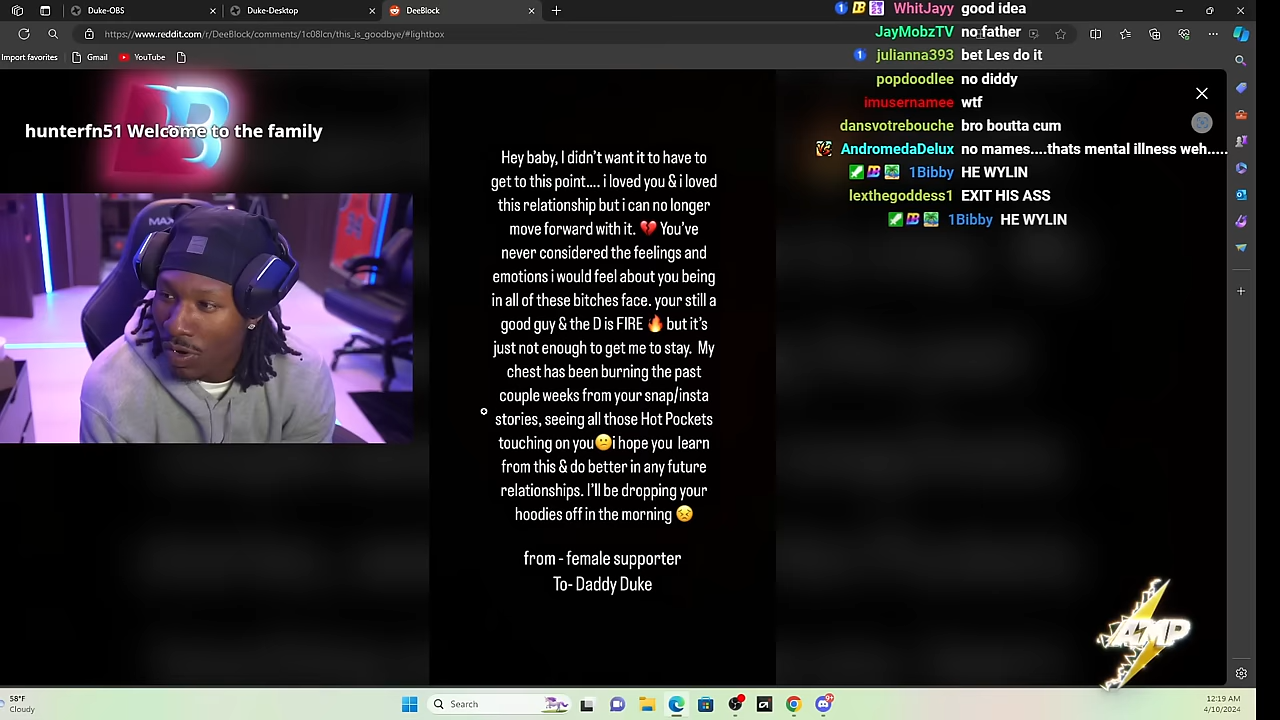 Duke-OBS
Duke-Desktop
DeeBlock
https://www.reddit.com/r/DeeBlock/comments/1c08lcn/this_is_goodbye/#lightbox
Import favorites
Gmail
YouTube
B
hunterfn51 Welcome to the family
MAX
Hey baby, I didn't want it to have to
get to this point.... i loved you & i loved
this relationship but i can no longer
move forward with it. 💔 You've
never considered the feelings and
emotions i would feel about you being
in all of these bitches face. your still a
good guy & the D is FIRE 🔥 but it's
just not enough to get me to stay. My
chest has been burning the past
couple weeks from your snap/insta
stories, seeing all those Hot Pockets
touching on you😕i hope you learn
from this & do better in any future
relationships. I'll be dropping your
hoodies off in the morning 😣
from - female supporter
To- Daddy Duke
WhitJayy good idea
JayMobzTV no father
julianna393 bet Les do it
popdoodlee no diddy
imusernamee wtf
dansvotrebouche bro boutta cum
AndromedaDelux no mames....thats mental illness weh.....
1Bibby HE WYLIN
lexthegoddess1 EXIT HIS ASS
1Bibby HE WYLIN
AMP
58°F
Cloudy
Search
12:19 AM
4/10/2024